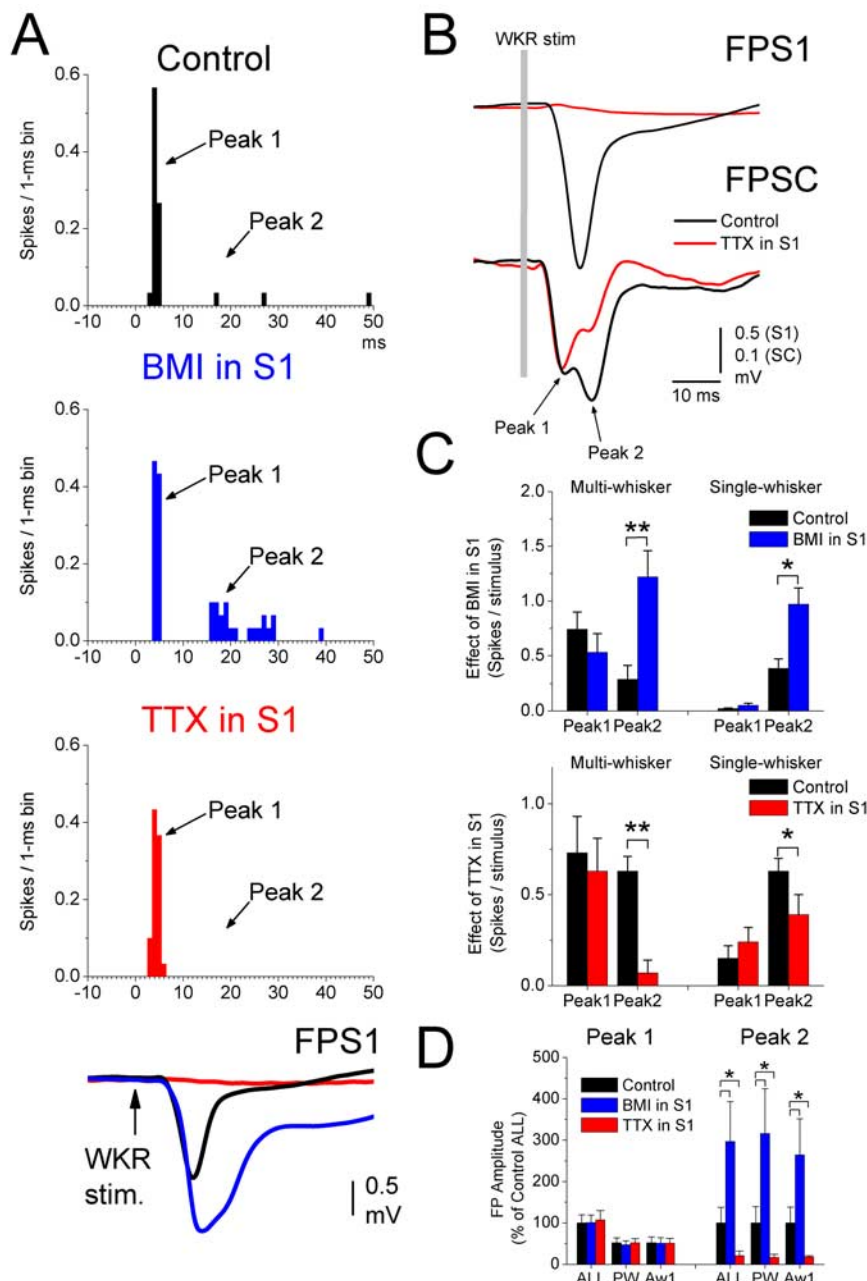 A
Control
0.6
0.4
0.2
0.0
Spikes / 1-ms bin
Peak 1
Peak 2
-10 0 10 20 30 40 50
ms
BMI in S1
0.6
0.4
0.2
0.0
Spikes / 1-ms bin
Peak 1
Peak 2
-10 0 10 20 30 40 50
TTX in S1
0.6
0.4
0.2
0.0
Spikes / 1-ms bin
Peak 1
Peak 2
-10 0 10 20 30 40 50
FPS1
WKR
stim.
0.5
mV
B
WKR stim
FPS1
FPSC
Control
TTX in S1
0.5 (S1)
0.1 (SC)
mV
10 ms
Peak 1
Peak 2
C
Multi-whisker Single-whisker
2.0
1.5
1.0
0.5
0.0
Effect of BMI in S1
(Spikes / stimulus)
Control
BMI in S1
**
*
Peak1 Peak2 Peak1 Peak2
Multi-whisker Single-whisker
1.0
0.5
0.0
Effect of TTX in S1
(Spikes / stimulus)
Control
TTX in S1
**
*
Peak1 Peak2 Peak1 Peak2
D
Peak 1 Peak 2
500
400
300
200
100
0
FP Amplitude
(% of Control ALL)
Control
BMI in S1
TTX in S1
* * *
ALL PW Aw1 ALL PW Aw1